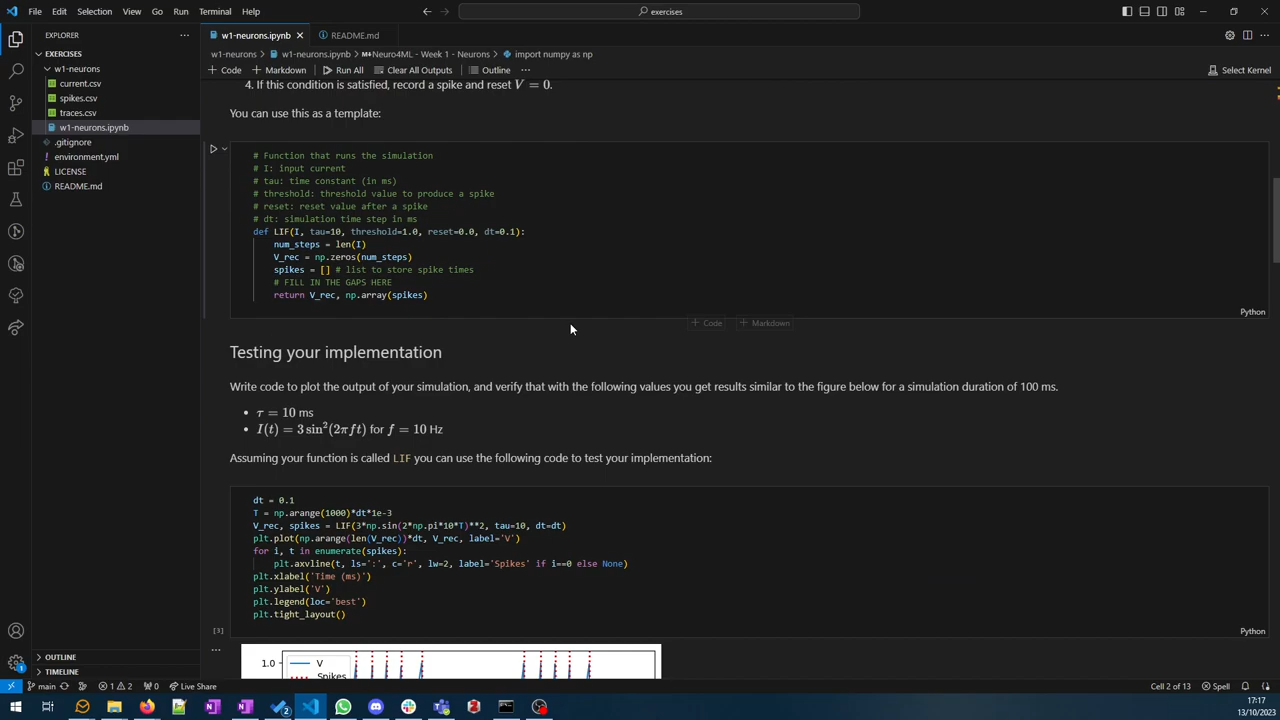 File Edit Selection View Go Run Terminal Help
exercises
EXPLORER
w1-neurons.ipynb
README.md
w1-neurons > w1-neurons.ipynb > Neuro4ML - Week 1 - Neurons > import numpy as np
+ Code + Markdown Run All Clear All Outputs Outline ...
Select Kernel
EXERCISES
w1-neurons
current.csv
spikes.csv
traces.csv
w1-neurons.ipynb
.gitignore
environment.yml
LICENSE
README.md
4. If this condition is satisfied, record a spike and reset V = 0.
You can use this as a template:
# Function that runs the simulation
# I: input current
# tau: time constant (in ms)
# threshold: threshold value to produce a spike
# reset: reset value after a spike
# dt: simulation time step in ms
def LIF(I, tau=10, threshold=1.0, reset=0.0, dt=0.1):
num_steps = len(I)
V_rec = np.zeros(num_steps)
spikes = [] # list to store spike times
# FILL IN THE GAPS HERE
return V_rec, np.array(spikes)
Python
+ Code + Markdown
Testing your implementation
Write code to plot the output of your simulation, and verify that with the following values you get results similar to the figure below for a simulation duration of 100 ms.
• τ = 10 ms
• I(t) = 3 sin²(2πft) for f = 10 Hz
Assuming your function is called LIF you can use the following code to test your implementation:
dt = 0.1
T = np.arange(1000)*dt*1e-3
V_rec, spikes = LIF(3*np.sin(2*np.pi*10*T)**2, tau=10, dt=dt)
plt.plot(np.arange(len(V_rec))*dt, V_rec, label='V')
for i, t in enumerate(spikes):
plt.axvline(t, ls=':', c='r', lw=2, label='Spikes' if i==0 else None)
plt.xlabel('Time (ms)')
plt.ylabel('V')
plt.legend(loc='best')
plt.tight_layout()
[3]
Python
1.0
V
Spikes
OUTLINE
TIMELINE
main 1 2 0 Live Share
Cell 2 of 13 Spell
17:17
13/10/2023